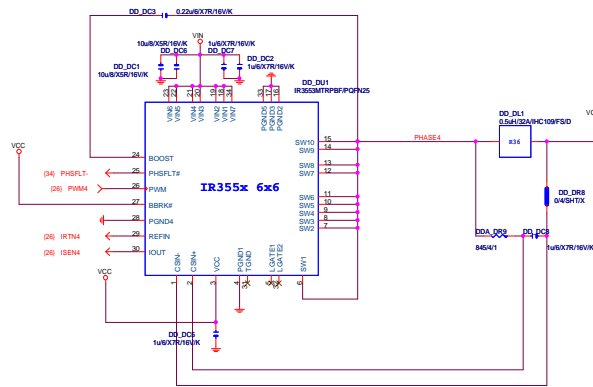 DD_DC3
0.22u/6/X7R/16V/K
VIN
10u/8/X5R/16V/K
1u/6/X7R/16V/K
DD_DC6
DD_DC7
DD_DC1
10u/8/X5R/16V/K
DD_DC2
1u/6/X7R/16V/K
DD_DU1
IR3553MTRPBF/PQFN25
23 22 21 20 19 18 34 33 17 16
VIN6 VIN5 VIN4 VIN3 VIN2 VIN1 VIN7 PGND5 PGND3 PGND2
DD_DL1
0.5uH/32A/IHC109/FS/D
R36
VC
VCC
SW10 15
SW9 14
PHASE4
SW8 13
SW7 12
24 BOOST
(34) PHSFLT- 25 PHSFLT#
(26) PWM4 26 PWM
27 BBRK#
28 PGND4
(26) IRTN4 29 REFIN
(26) ISEN4 30 IOUT
IR355x 6x6
SW6 11
SW5 10
SW4 9
SW3 8
SW2 7
DD_DR8
0/4/SHT/X
DDA_DR9
845/4/1
DD_DC8
1u/6/X7R/16V/K
CSN- CSN+ VCC PGND1 TGND LGATE1 LGATE2 SW1
1 2 3 4 31 5 32 6
VCC
DD_DC5
1u/6/X7R/16V/K